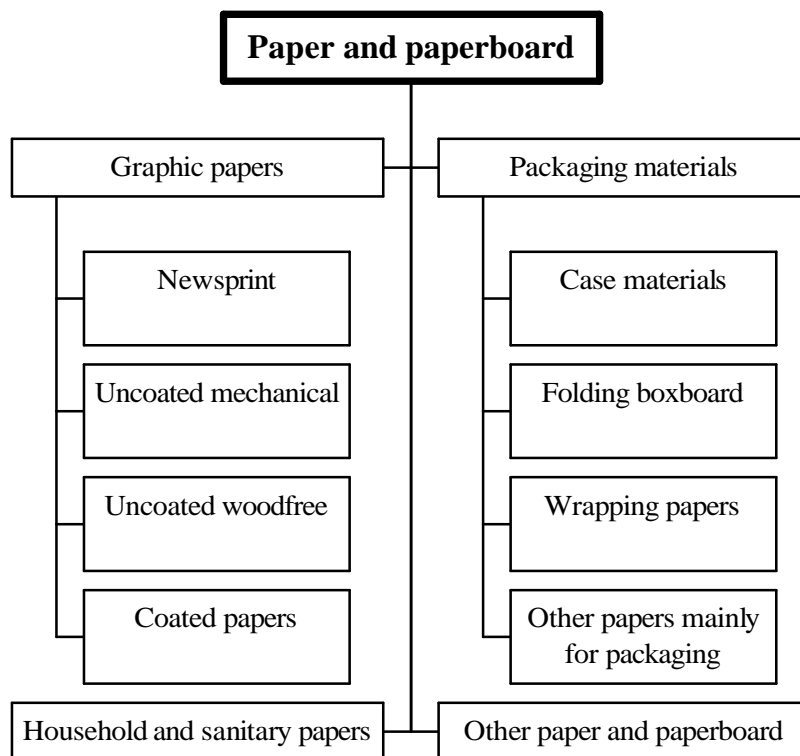 Paper and paperboard
Graphic papers
Packaging materials
Newsprint
Case materials
Uncoated mechanical
Folding boxboard
Uncoated woodfree
Wrapping papers
Coated papers
Other papers mainly
for packaging
Household and sanitary papers
Other paper and paperboard